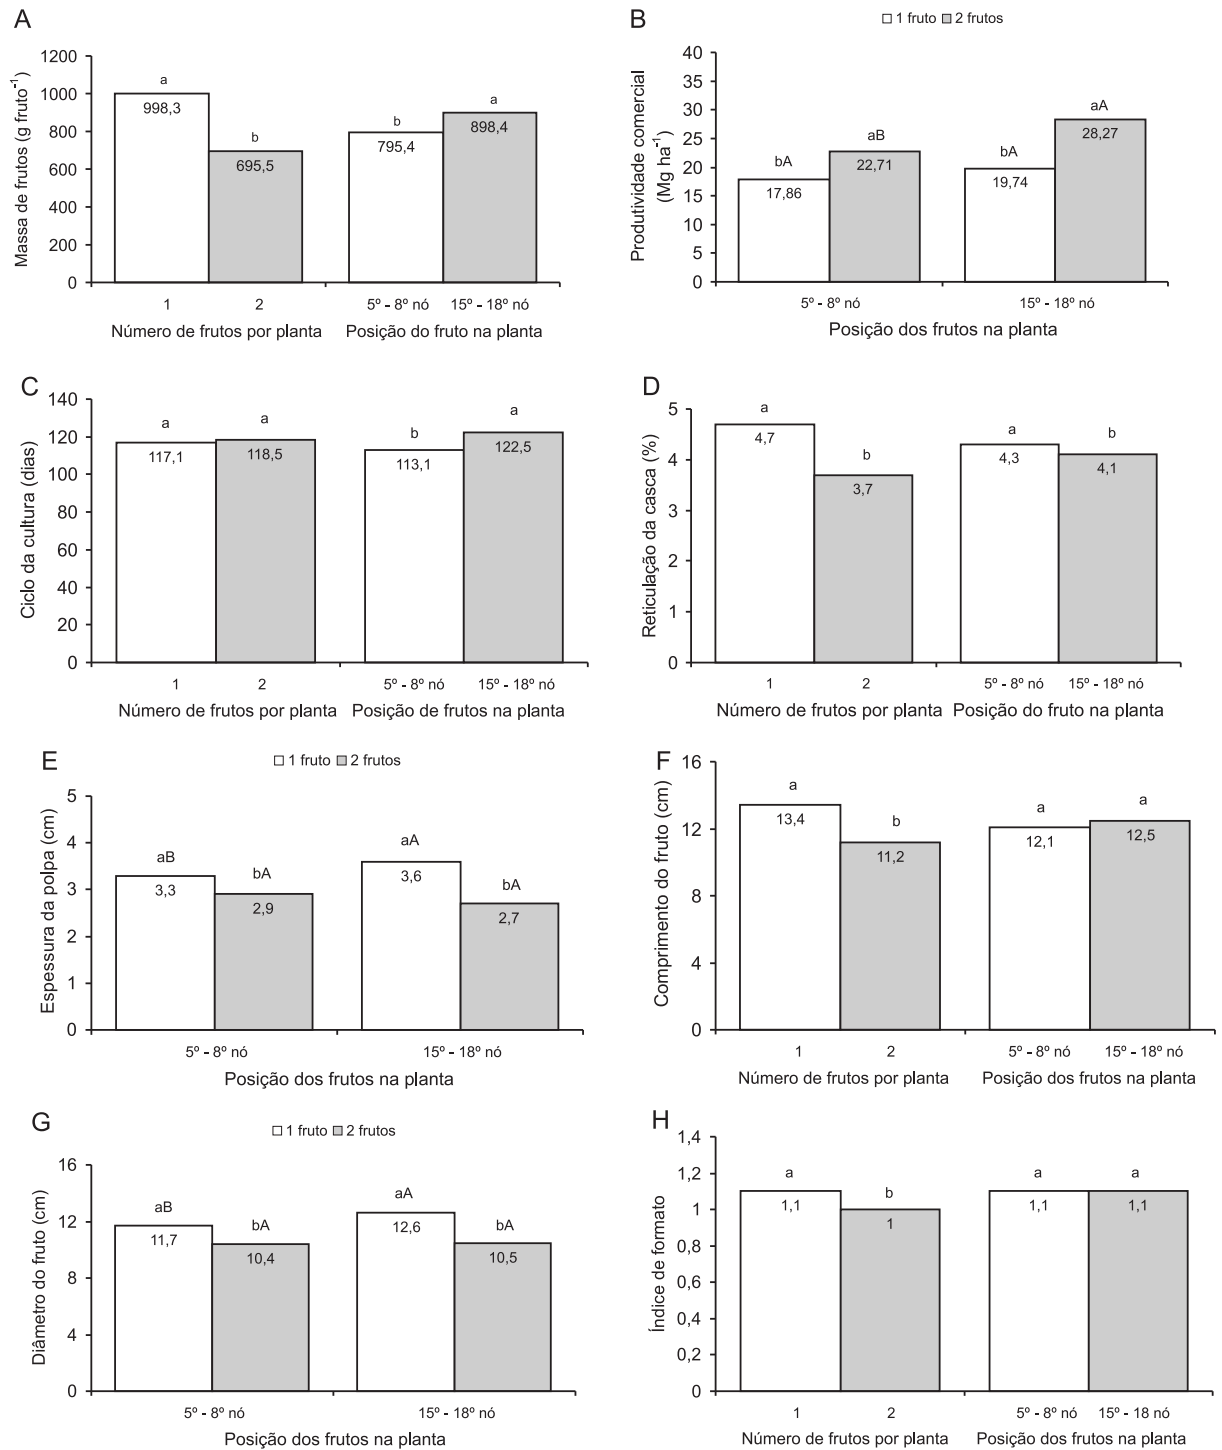 A
Massa de frutos (g fruto⁻¹)
1200
1000
800
600
400
200
0
a
998,3
b
695,5
b
795,4
a
898,4
1
2
5º - 8º nó
15º - 18º nó
Número de frutos por planta
Posição do fruto na planta
B
1 fruto
2 frutos
Produtividade comercial
(Mg ha⁻¹)
40
35
30
25
20
15
10
5
0
bA
17,86
aB
22,71
bA
19,74
aA
28,27
5º - 8º nó
15º - 18º nó
Posição dos frutos na planta
C
Ciclo da cultura (dias)
140
120
100
80
60
40
20
0
a
117,1
a
118,5
b
113,1
a
122,5
1
2
5º - 8º nó
15º - 18º nó
Número de frutos por planta
Posição de frutos na planta
D
Reticulação da casca (%)
5
4
3
2
1
0
a
4,7
b
3,7
a
4,3
b
4,1
1
2
5º - 8º nó
15º - 18º nó
Número de frutos por planta
Posição do fruto na planta
E
1 fruto
2 frutos
Espessura da polpa (cm)
5
4
3
2
1
0
aB
3,3
bA
2,9
aA
3,6
bA
2,7
5º - 8º nó
15º - 18º nó
Posição dos frutos na planta
F
Comprimento do fruto (cm)
16
12
8
4
0
a
13,4
b
11,2
a
12,1
a
12,5
1
2
5º - 8º nó
15º - 18º nó
Número de frutos por planta
Posição dos frutos na planta
G
1 fruto
2 frutos
Diâmetro do fruto (cm)
16
12
8
4
0
aB
11,7
bA
10,4
aA
12,6
bA
10,5
5º - 8º nó
15º - 18º nó
Posição dos frutos na planta
H
Índice de formato
1,4
1,2
1
0,8
0,6
0,4
0,2
0
a
1,1
b
1
a
1,1
a
1,1
1
2
5º - 8º nó
15º - 18 nó
Número de frutos por planta
Posição dos frutos na planta